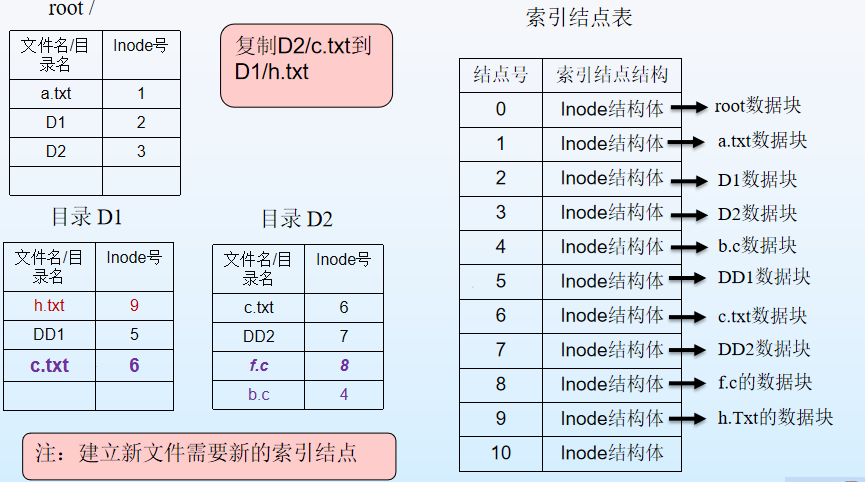 root /
文件名/目
录名
Inode号
a.txt 1
D1 2
D2 3
复制D2/c.txt到
D1/h.txt
目录 D1
文件名/目
录名
Inode号
h.txt 9
DD1 5
c.txt 6
目录 D2
文件名/目
录名
Inode号
c.txt 6
DD2 7
f.c 8
b.c 4
注：建立新文件需要新的索引结点
索引结点表
结点号 索引结点结构
0 Inode结构体 root数据块
1 Inode结构体 a.txt数据块
2 Inode结构体 D1数据块
3 Inode结构体 D2数据块
4 Inode结构体 b.c数据块
5 Inode结构体 DD1数据块
6 Inode结构体 c.txt数据块
7 Inode结构体 DD2数据块
8 Inode结构体 f.c的数据块
9 Inode结构体 h.Txt的数据块
10 Inode结构体